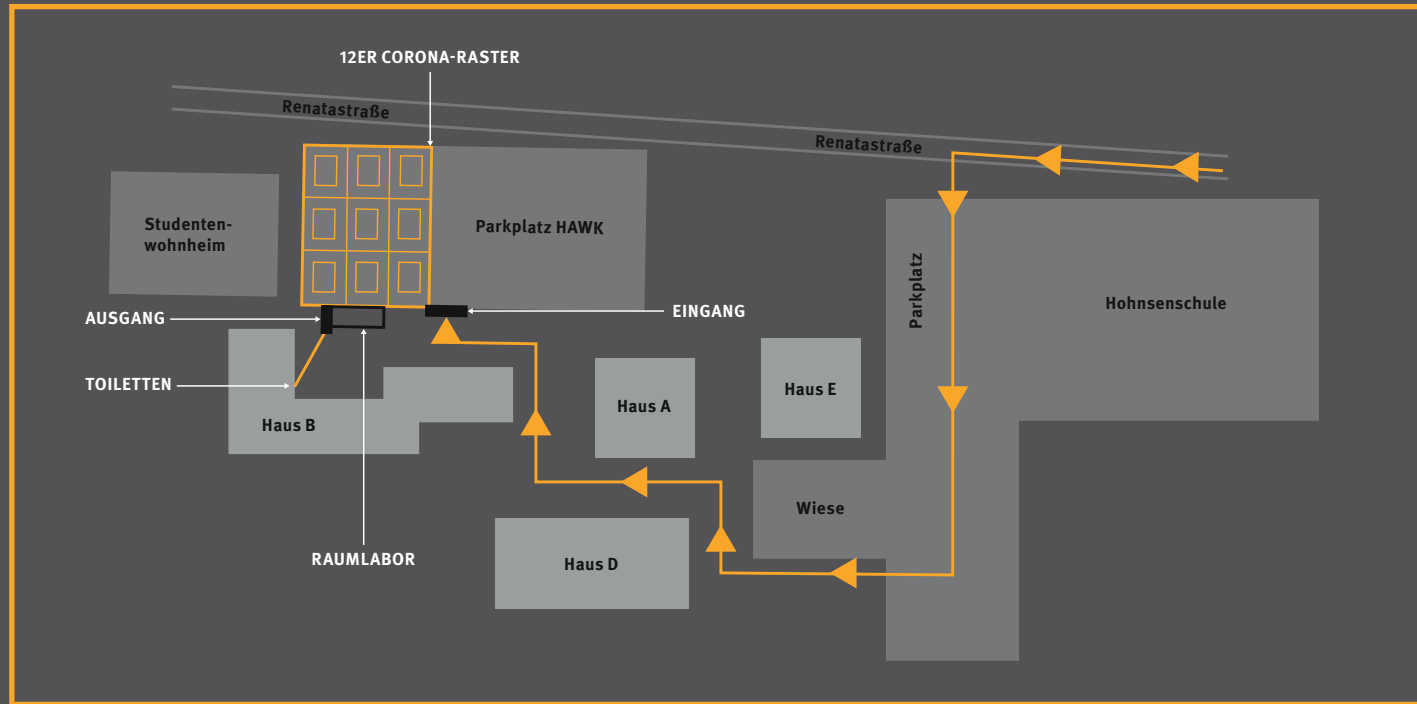 12ER CORONA-RASTER
Renatastraße
Renatastraße
Studenten-
wohnheim
Parkplatz HAWK
Parkplatz
Hohnsenschule
AUSGANG
EINGANG
TOILETTEN
Haus A
Haus E
Haus B
Wiese
RAUMLABOR
Haus D